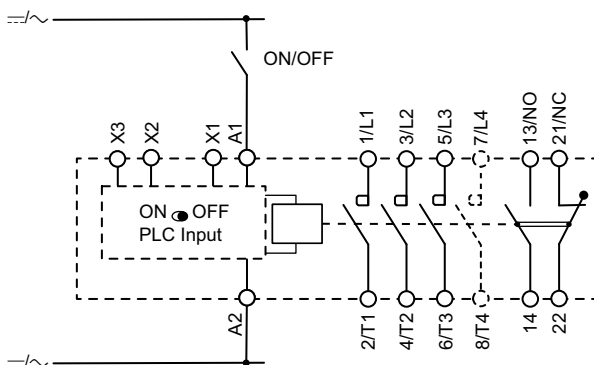 ON/OFF
X3
X2
X1
A1
1/L1
3/L2
5/L3
7/L4
13/NO
21/NC
ON OFF
PLC Input
A2
2/T1
4/T2
6/T3
8/T4
14
22